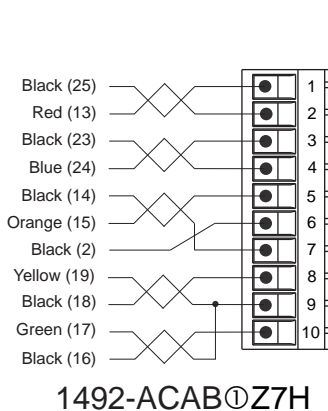 Black (25)
Red (13)
Black (23)
Blue (24)
Black (14)
Orange (15)
Black (2)
Yellow (19)
Black (18)
Green (17)
Black (16)
1
2
3
4
5
6
7
8
9
10
1492-ACAB①Z7H